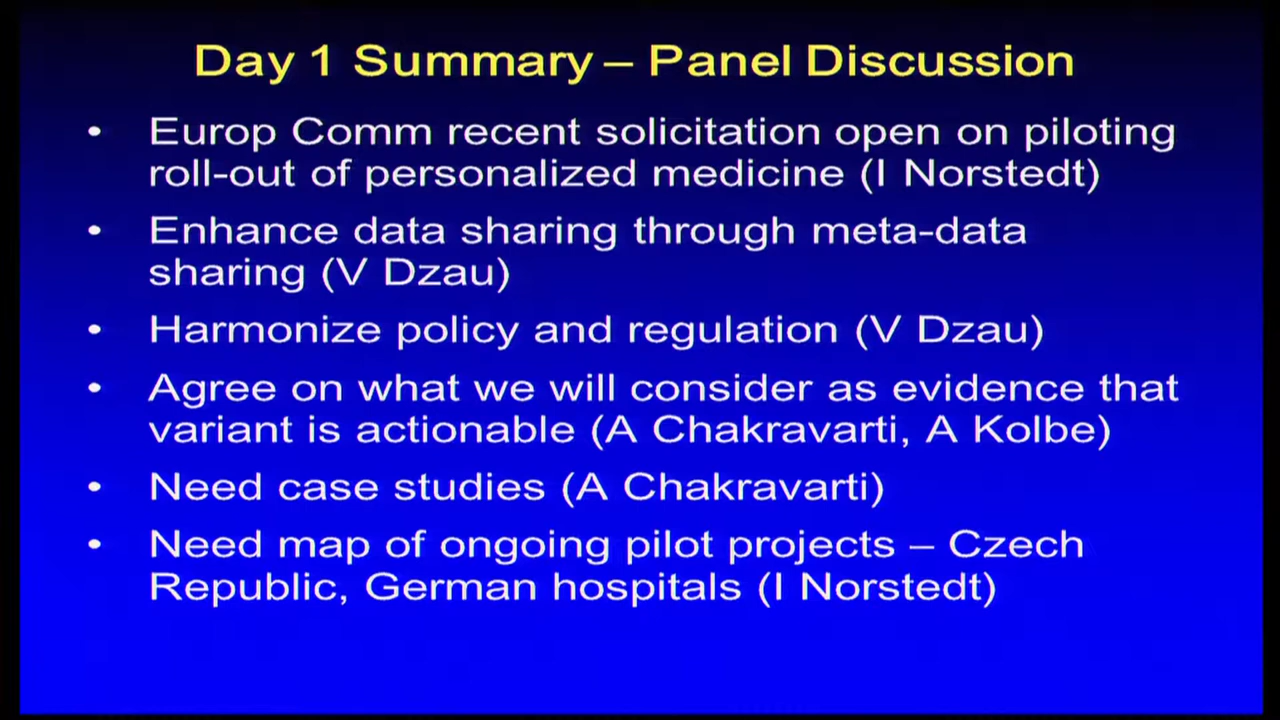 Day 1 Summary – Panel Discussion
• Europ Comm recent solicitation open on piloting
roll-out of personalized medicine (I Norstedt)
• Enhance data sharing through meta-data
sharing (V Dzau)
• Harmonize policy and regulation (V Dzau)
• Agree on what we will consider as evidence that
variant is actionable (A Chakravarti, A Kolbe)
• Need case studies (A Chakravarti)
• Need map of ongoing pilot projects – Czech
Republic, German hospitals (I Norstedt)